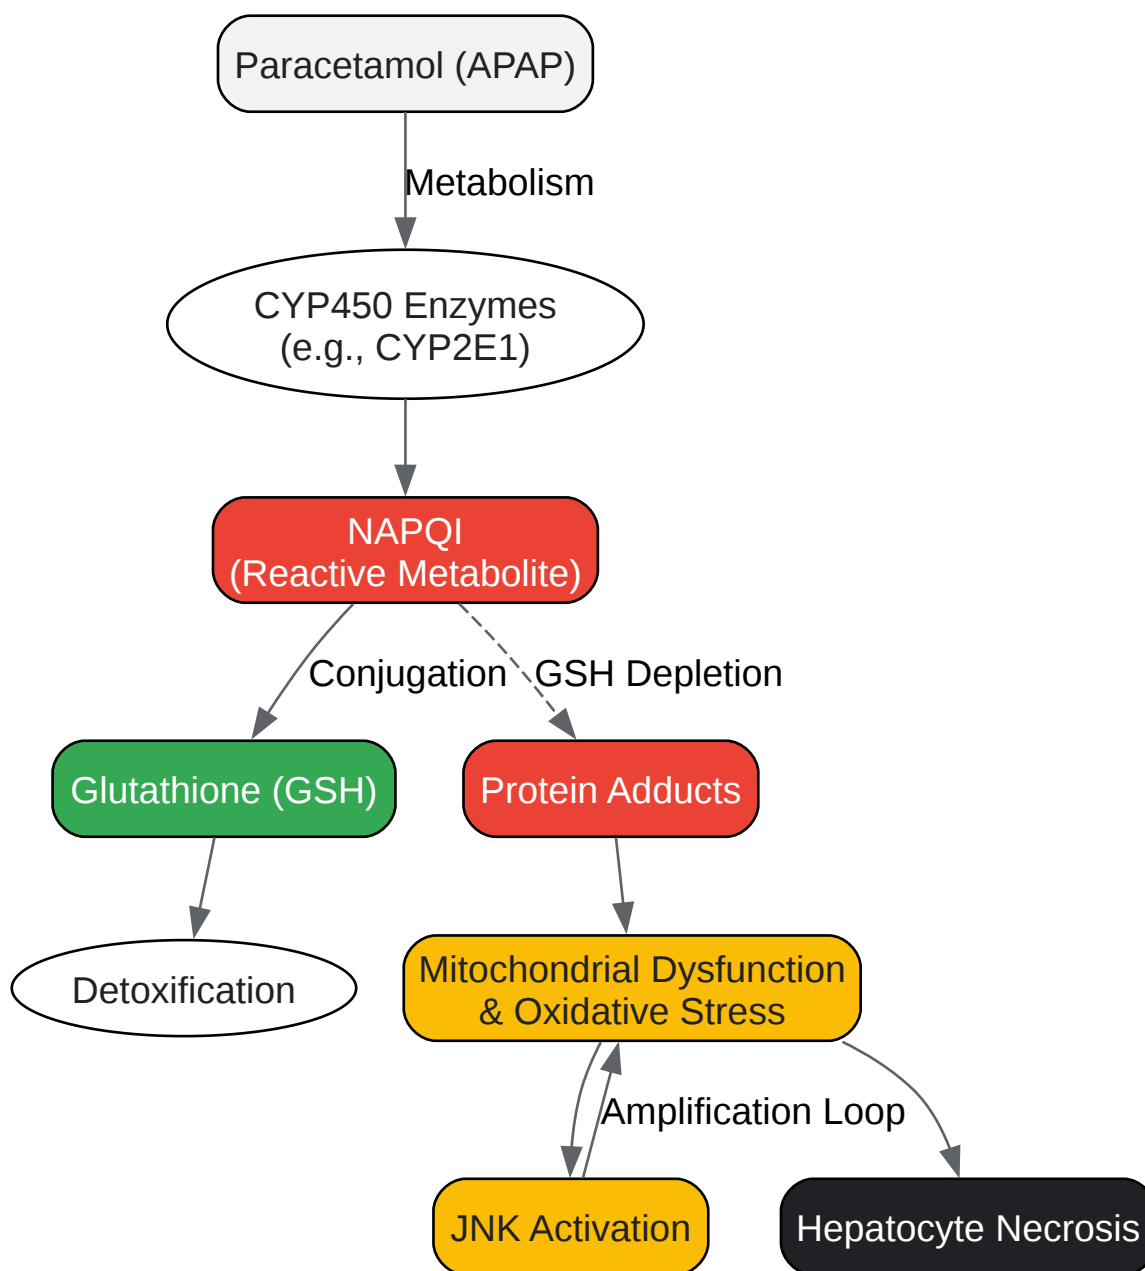 Paracetamol (APAP)
Metabolism
CYP450 Enzymes
(e.g., CYP2E1)
NAPQI
(Reactive Metabolite)
Conjugation
GSH Depletion
Glutathione (GSH)
Protein Adducts
Detoxification
Mitochondrial Dysfunction
& Oxidative Stress
Amplification Loop
JNK Activation
Hepatocyte Necrosis